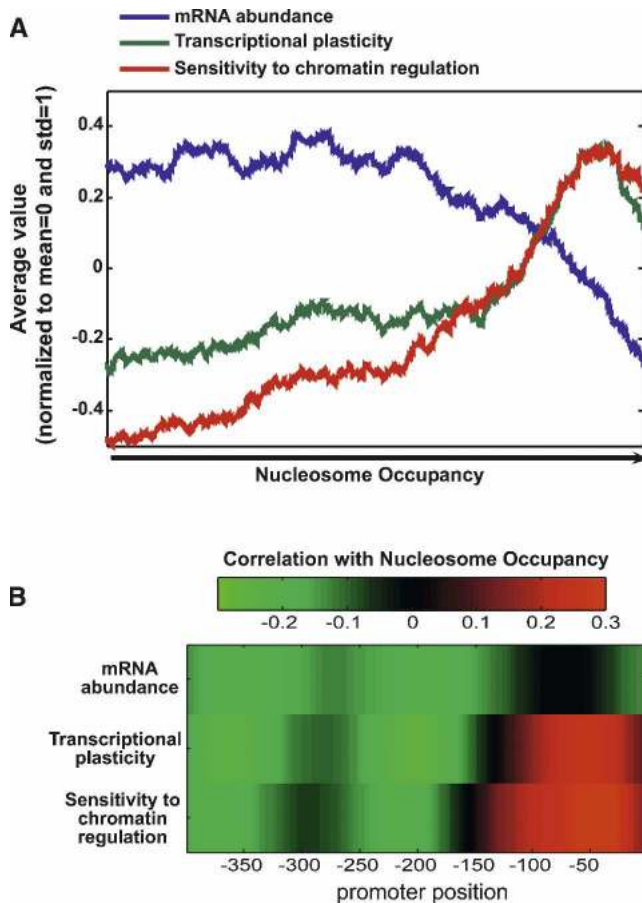 A
mRNA abundance
Transcriptional plasticity
Sensitivity to chromatin regulation
Average value
(normalized to mean=0 and std=1)
0.4
0.2
0
-0.2
-0.4
Nucleosome Occupancy
B
Correlation with Nucleosome Occupancy
-0.2 -0.1 0 0.1 0.2 0.3
mRNA
abundance
Transcriptional
plasticity
Sensitivity to
chromatin
regulation
-350 -300 -250 -200 -150 -100 -50
promoter position